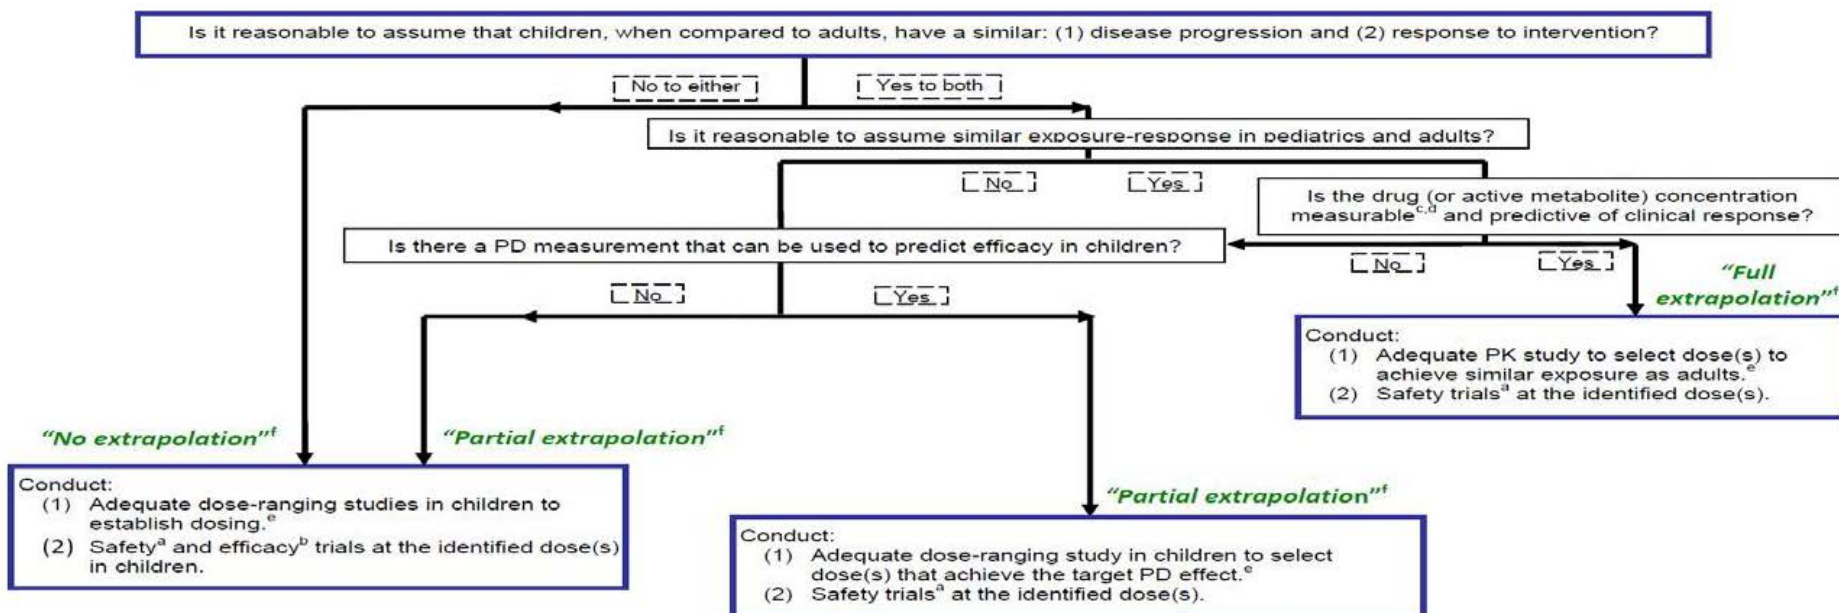 Is it reasonable to assume that children, when compared to adults, have a similar: (1) disease progression and (2) response to intervention?
No to either
Yes to both
Is it reasonable to assume similar exposure-response in pediatrics and adults?
No
Yes
Is the drug (or active metabolite) concentration
measurable^c,d and predictive of clinical response?
Is there a PD measurement that can be used to predict efficacy in children?
No
Yes
"Full
extrapolation"^f
No
Yes
Conduct:
(1) Adequate PK study to select dose(s) to
achieve similar exposure as adults.^e
(2) Safety trials^a at the identified dose(s).
"No extrapolation"^f
"Partial extrapolation"^f
Conduct:
(1) Adequate dose-ranging studies in children to
establish dosing.^e
(2) Safety^a and efficacy^b trials at the identified dose(s)
in children.
"Partial extrapolation"^f
Conduct:
(1) Adequate dose-ranging study in children to select
dose(s) that achieve the target PD effect.^e
(2) Safety trials^a at the identified dose(s).